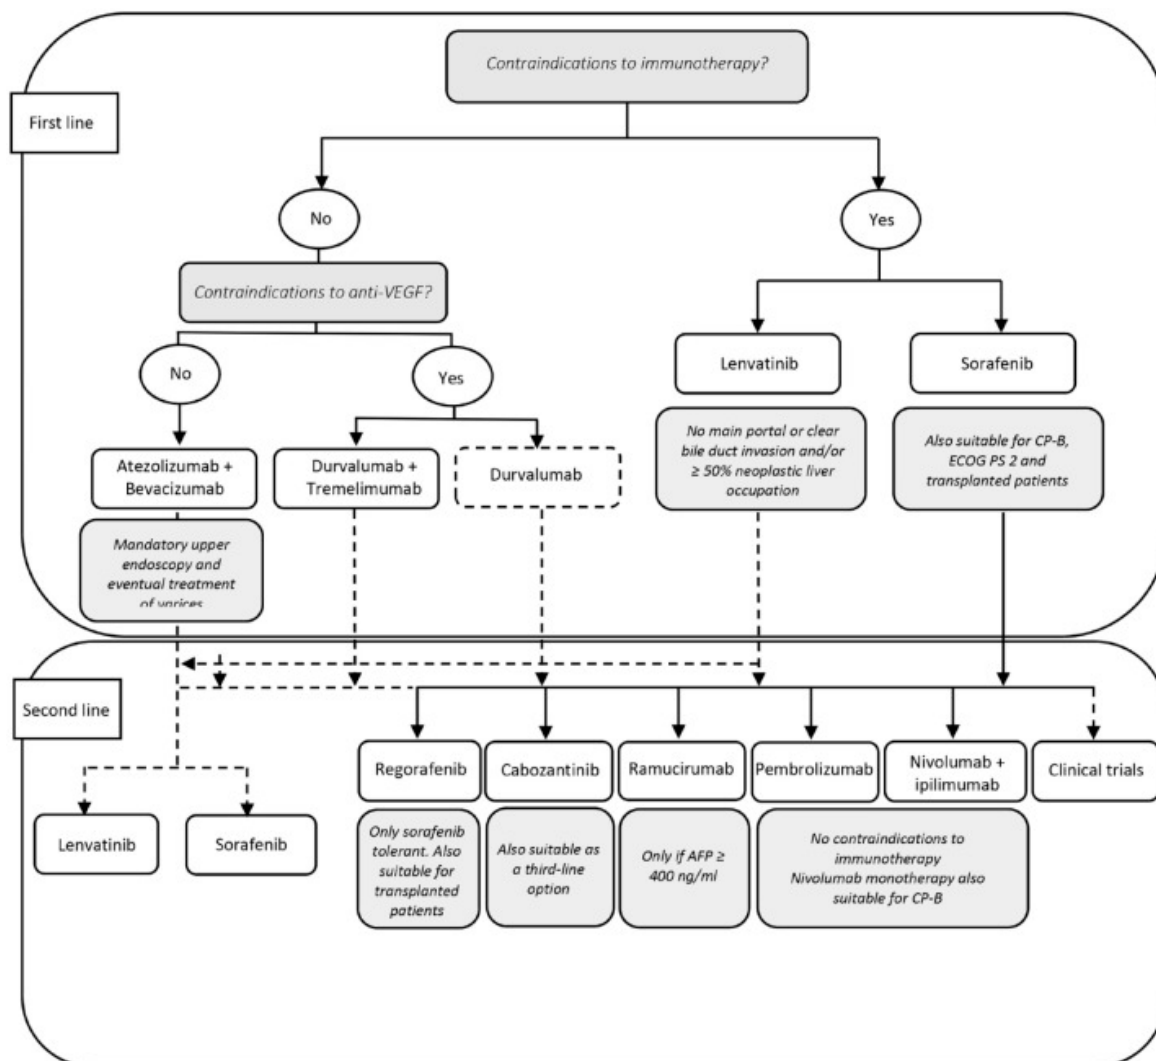 Contraindications to immunotherapy?
First line
No
Yes
Contraindications to anti-VEGF?
No
Yes
Lenvatinib
Sorafenib
Atezolizumab +
Bevacizumab
Durvalumab +
Tremelimumab
Durvalumab
No main portal or clear
bile duct invasion and/or
≥ 50% neoplastic liver
occupation
Also suitable for CP-B,
ECOG PS 2 and
transplanted patients
Mandatory upper
endoscopy and
eventual treatment
of varices
Second line
Regorafenib
Cabozantinib
Ramucirumab
Pembrolizumab
Nivolumab +
ipilimumab
Clinical trials
Lenvatinib
Sorafenib
Only sorafenib
tolerant. Also
suitable for
transplanted
patients
Also suitable as
a third-line
option
Only if AFP ≥
400 ng/ml
No contraindications to
immunotherapy
Nivolumab monotherapy also
suitable for CP-B